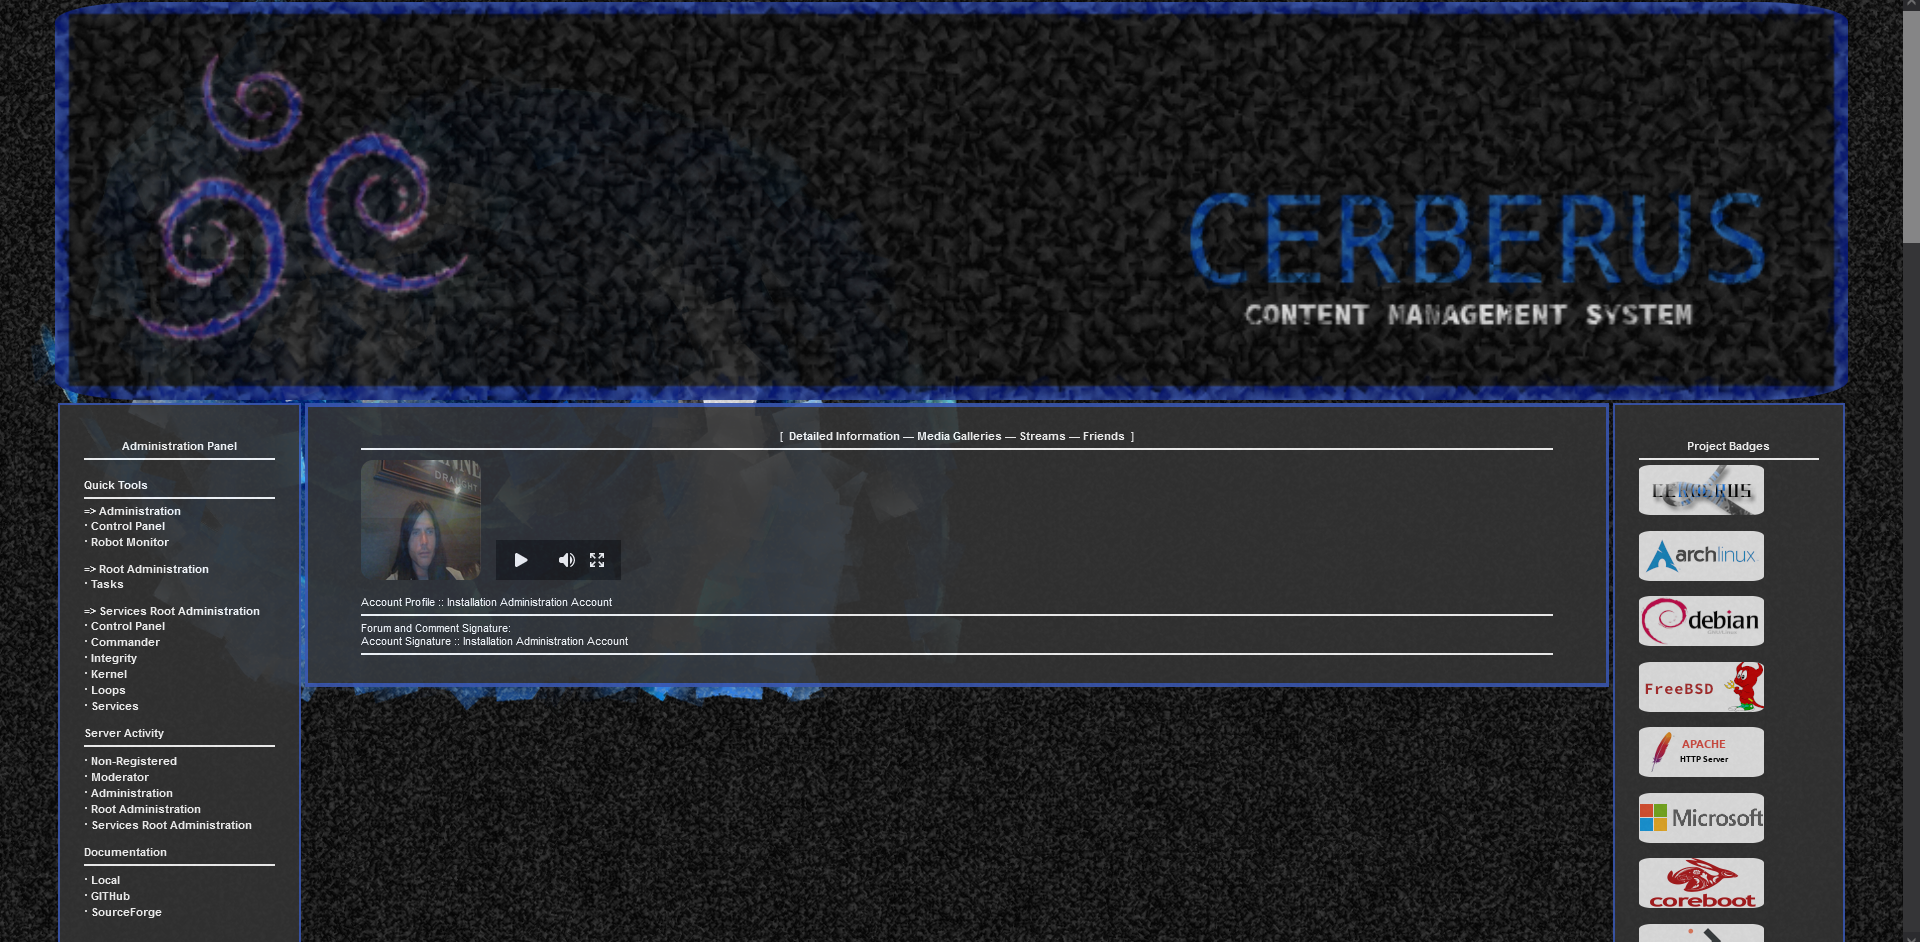 CERBERUS
CONTENT MANAGEMENT SYSTEM
Administration Panel
Quick Tools
=> Administration
· Control Panel
· Robot Monitor
=> Root Administration
· Tasks
=> Services Root Administration
· Control Panel
· Commander
· Integrity
· Kernel
· Loops
· Services
Server Activity
· Non-Registered
· Moderator
· Administration
· Root Administration
· Services Root Administration
Documentation
· Local
· GITHub
· SourceForge
[ Detailed Information — Media Galleries — Streams — Friends ]
DRAUGHT
Account Profile :: Installation Administration Account
Forum and Comment Signature:
Account Signature :: Installation Administration Account
Project Badges
CERBERUS
archlinux
debian
FreeBSD
APACHE
HTTP Server
Microsoft
coreboot